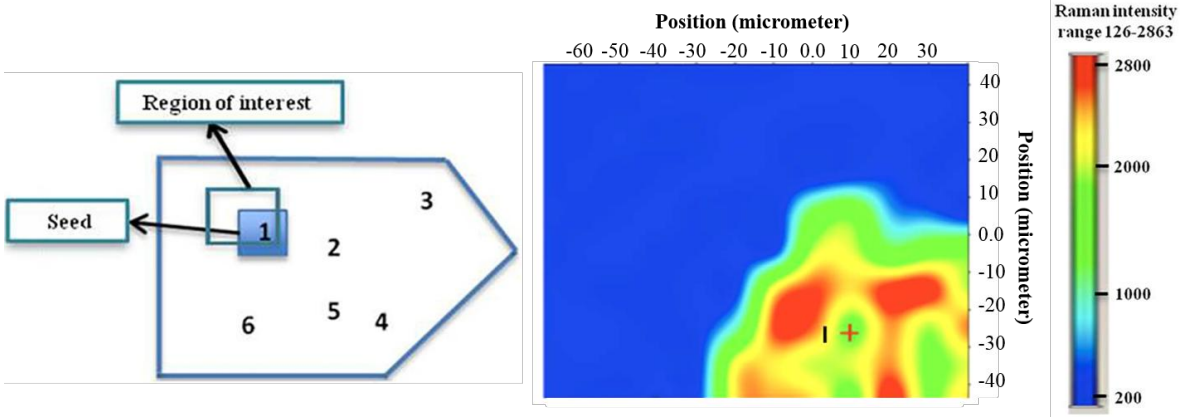 Region of interest
Seed
1
2
3
4
5
6
Position (micrometer)
-60 -50 -40 -30 -20 -10 0.0 10 20 30
40
30
20
10
0.0
-10
-20
-30
-40
Position (micrometer)
I
Raman intensity
range 126-2863
2800
2000
1000
200